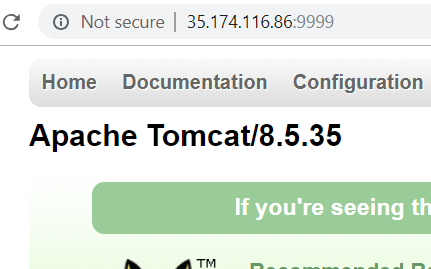 Not secure | 35.174.116.86:9999
Home Documentation Configuration
Apache Tomcat/8.5.35
If you're seeing th
TM